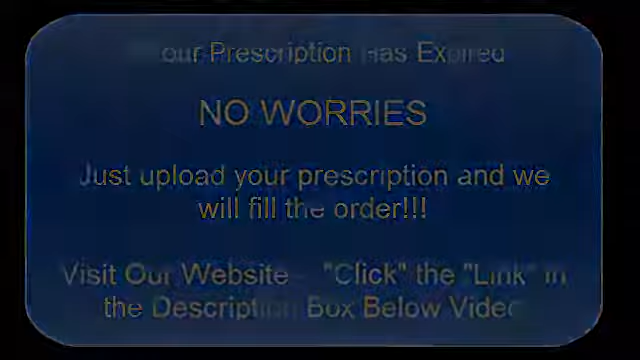 our Prescription Has Expired
NO WORRIES
Just upload your prescription and we
will fill the order!!!
Visit Our Website - "Click" the "Link" in
the Description Box Below Video